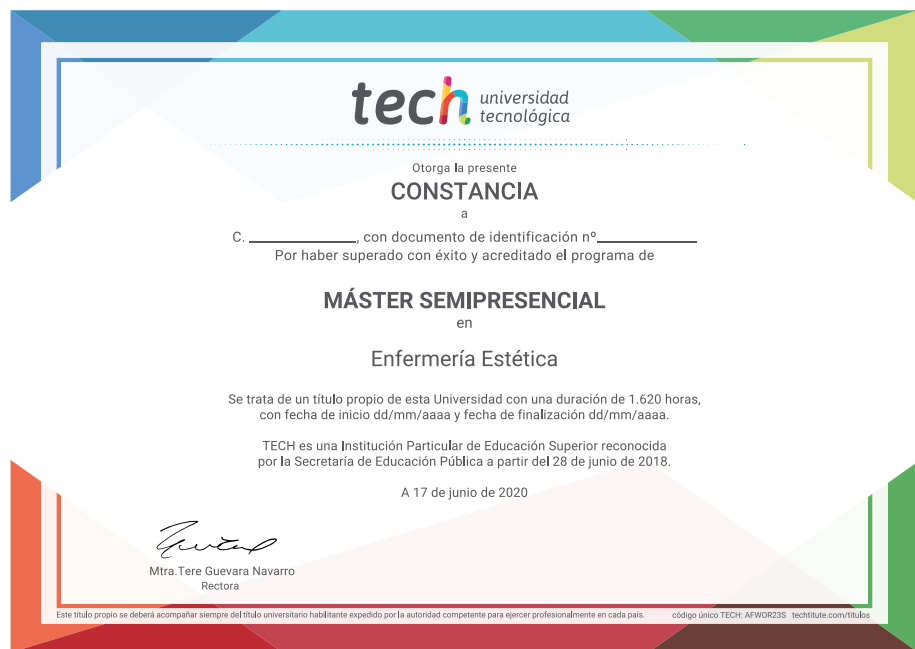 tech universidad
tecnológica
Otorga la presente
CONSTANCIA
a
C. ____________, con documento de identificación nº____________
Por haber superado con éxito y acreditado el programa de
MÁSTER SEMIPRESENCIAL
en
Enfermería Estética
Se trata de un título propio de esta Universidad con una duración de 1.620 horas,
con fecha de inicio dd/mm/aaaa y fecha de finalización dd/mm/aaaa.
TECH es una Institución Particular de Educación Superior reconocida
por la Secretaría de Educación Pública a partir del 28 de junio de 2018.
A 17 de junio de 2020
Mtra.Tere Guevara Navarro
Rectora
Este título propio se deberá acompañar siempre del título universitario habilitante expedido por la autoridad competente para ejercer profesionalmente en cada país. código único TECH: AFWOR23S techtitute.com/titulos